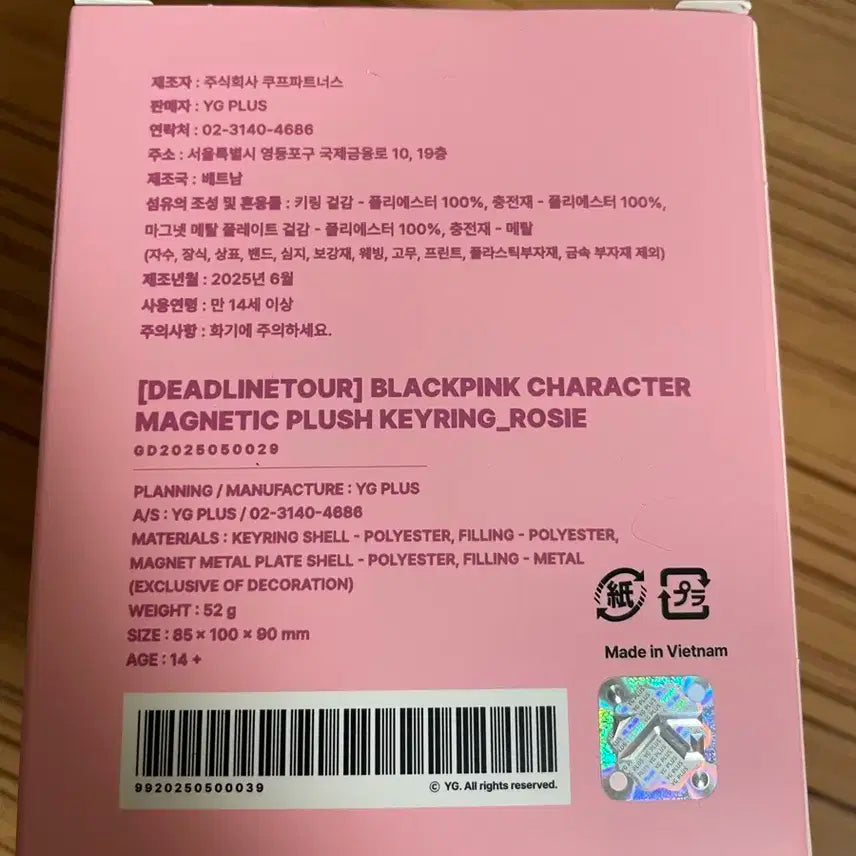 제조자 : 주식회사 쿠프파트너스
판매자 : YG PLUS
연락처 : 02-3140-4686
주소 : 서울특별시 영등포구 국제금융로 10, 19층
제조국 : 베트남
섬유의 조성 및 혼용률 : 키링 겉감 - 폴리에스터 100%, 충전재 - 폴리에스터 100%,
마그넷 메탈 플레이트 겉감 - 폴리에스터 100%, 충전재 - 메탈
(자수, 장식, 상표, 밴드, 심지, 보강재, 웨빙, 고무, 프린트, 플라스틱부자재, 금속 부자재 제외)
제조년월 : 2025년 6월
사용연령 : 만 14세 이상
주의사항 : 화기에 주의하세요.
[DEADLINETOUR] BLACKPINK CHARACTER
MAGNETIC PLUSH KEYRING_ROSIE
GD2025050029
PLANNING / MANUFACTURE : YG PLUS
A/S : YG PLUS / 02-3140-4686
MATERIALS : KEYRING SHELL - POLYESTER, FILLING - POLYESTER,
MAGNET METAL PLATE SHELL - POLYESTER, FILLING - METAL
(EXCLUSIVE OF DECORATION)
WEIGHT : 52 g
SIZE : 85 × 100 × 90 mm
AGE : 14 +
紙 プラ
Made in Vietnam
YG PLUS
9920250500039
© YG. All rights reserved.